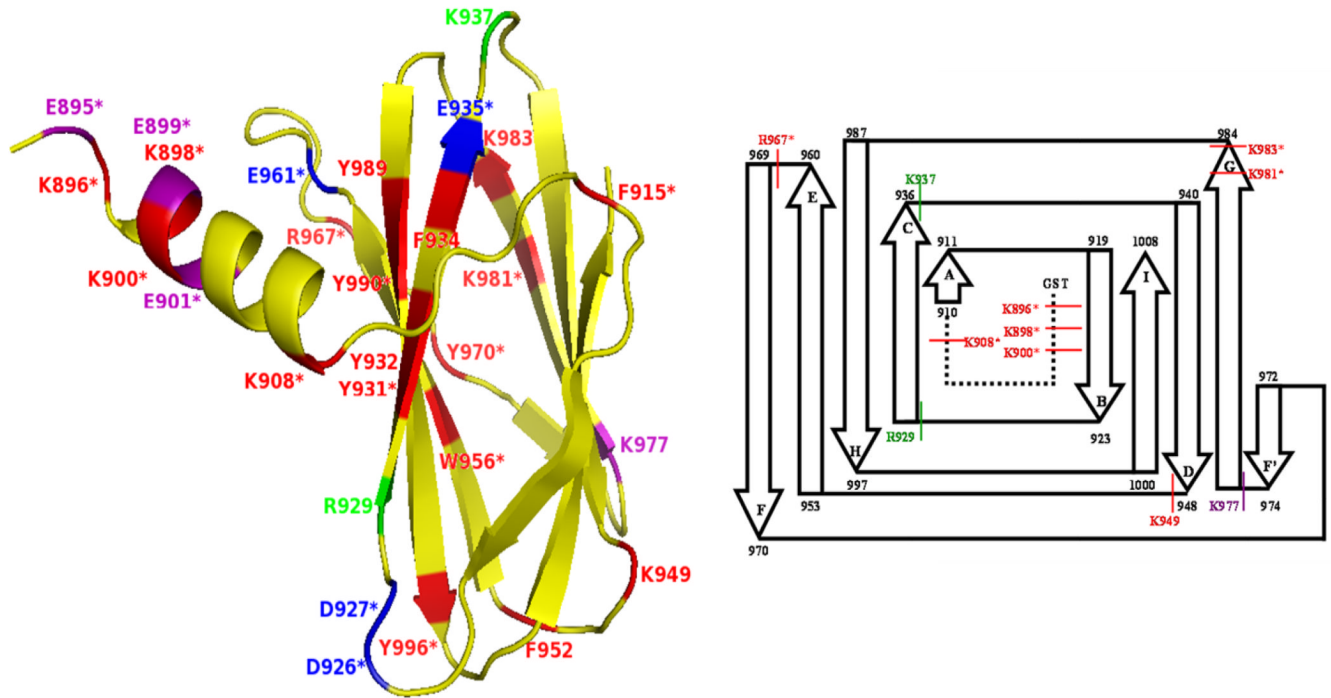 K937
E895*
E899*
K898*
K896*
E935*
K983
E961*
Y989
F915*
R967*
F934
K900*
Y990*
K981*
E901*
Y932
Y970*
K908*
Y931*
W956*
K977
R929
K949
D927*
Y996*
F952
D926*
R967*
987
984
969
960
K983*
G
K981*
K937
E
936
940
C
911
919
1008
A
I
GST
910
K896*
K898*
K908*
K900*
972
B
R929
923
H
D
F'
997
1000
F
953
K949
948
K977
974
970